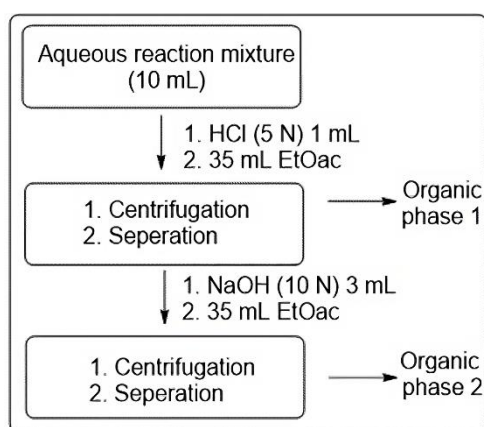 Aqueous reaction mixture
(10 mL)
1. HCl (5 N) 1 mL
2. 35 mL EtOac
1. Centrifugation
2. Seperation
Organic
phase 1
1. NaOH (10 N) 3 mL
2. 35 mL EtOac
1. Centrifugation
2. Seperation
Organic
phase 2